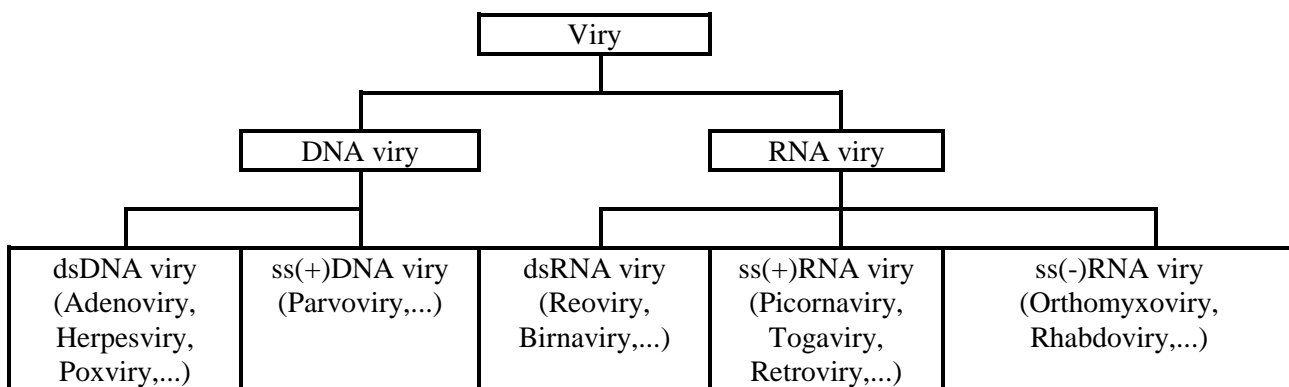 Viry
DNA viry
RNA viry
dsDNA viry
(Adenoviry,
Herpesviry,
Poxviry,...)
ss(+)DNA viry
(Parvoviry,...)
dsRNA viry
(Reoviry,
Birnaviry,...)
ss(+)RNA viry
(Picornaviry,
Togaviry,
Retroviry,...)
ss(-)RNA viry
(Orthomyxoviry,
Rhabdoviry,...)